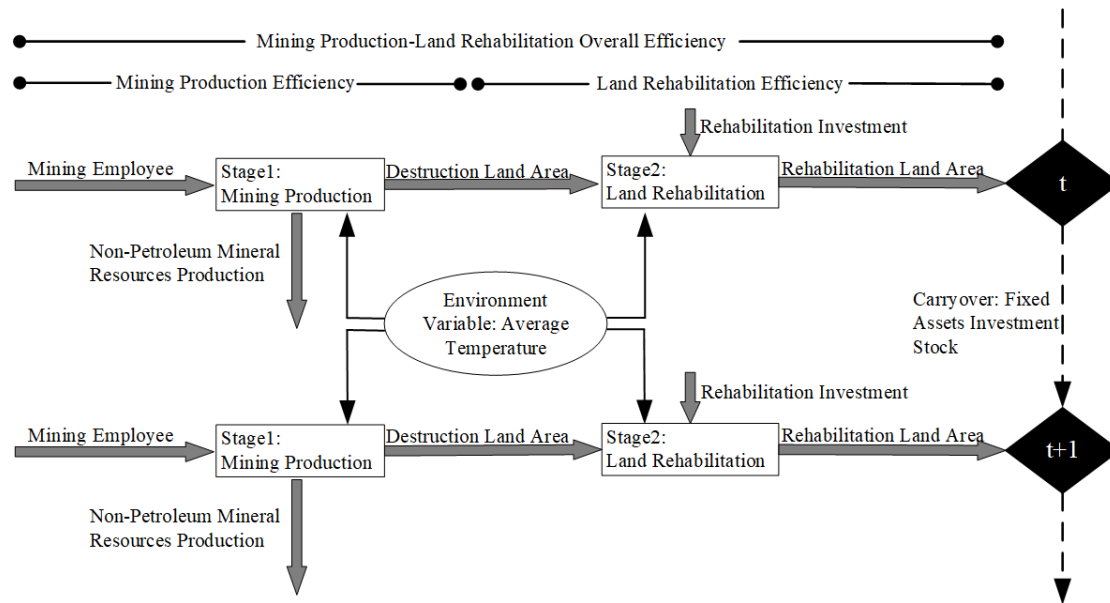 Mining Production-Land Rehabilitation Overall Efficiency
Mining Production Efficiency
Land Rehabilitation Efficiency
Rehabilitation Investment
Mining Employee
Stage1:
Mining Production
Destruction Land Area
Stage2:
Land Rehabilitation
Rehabilitation Land Area
t
Non-Petroleum Mineral
Resources Production
Environment
Variable: Average
Temperature
Carryover: Fixed
Assets Investment
Stock
Rehabilitation Investment
Mining Employee
Stage1:
Mining Production
Destruction Land Area
Stage2:
Land Rehabilitation
Rehabilitation Land Area
t+1
Non-Petroleum Mineral
Resources Production